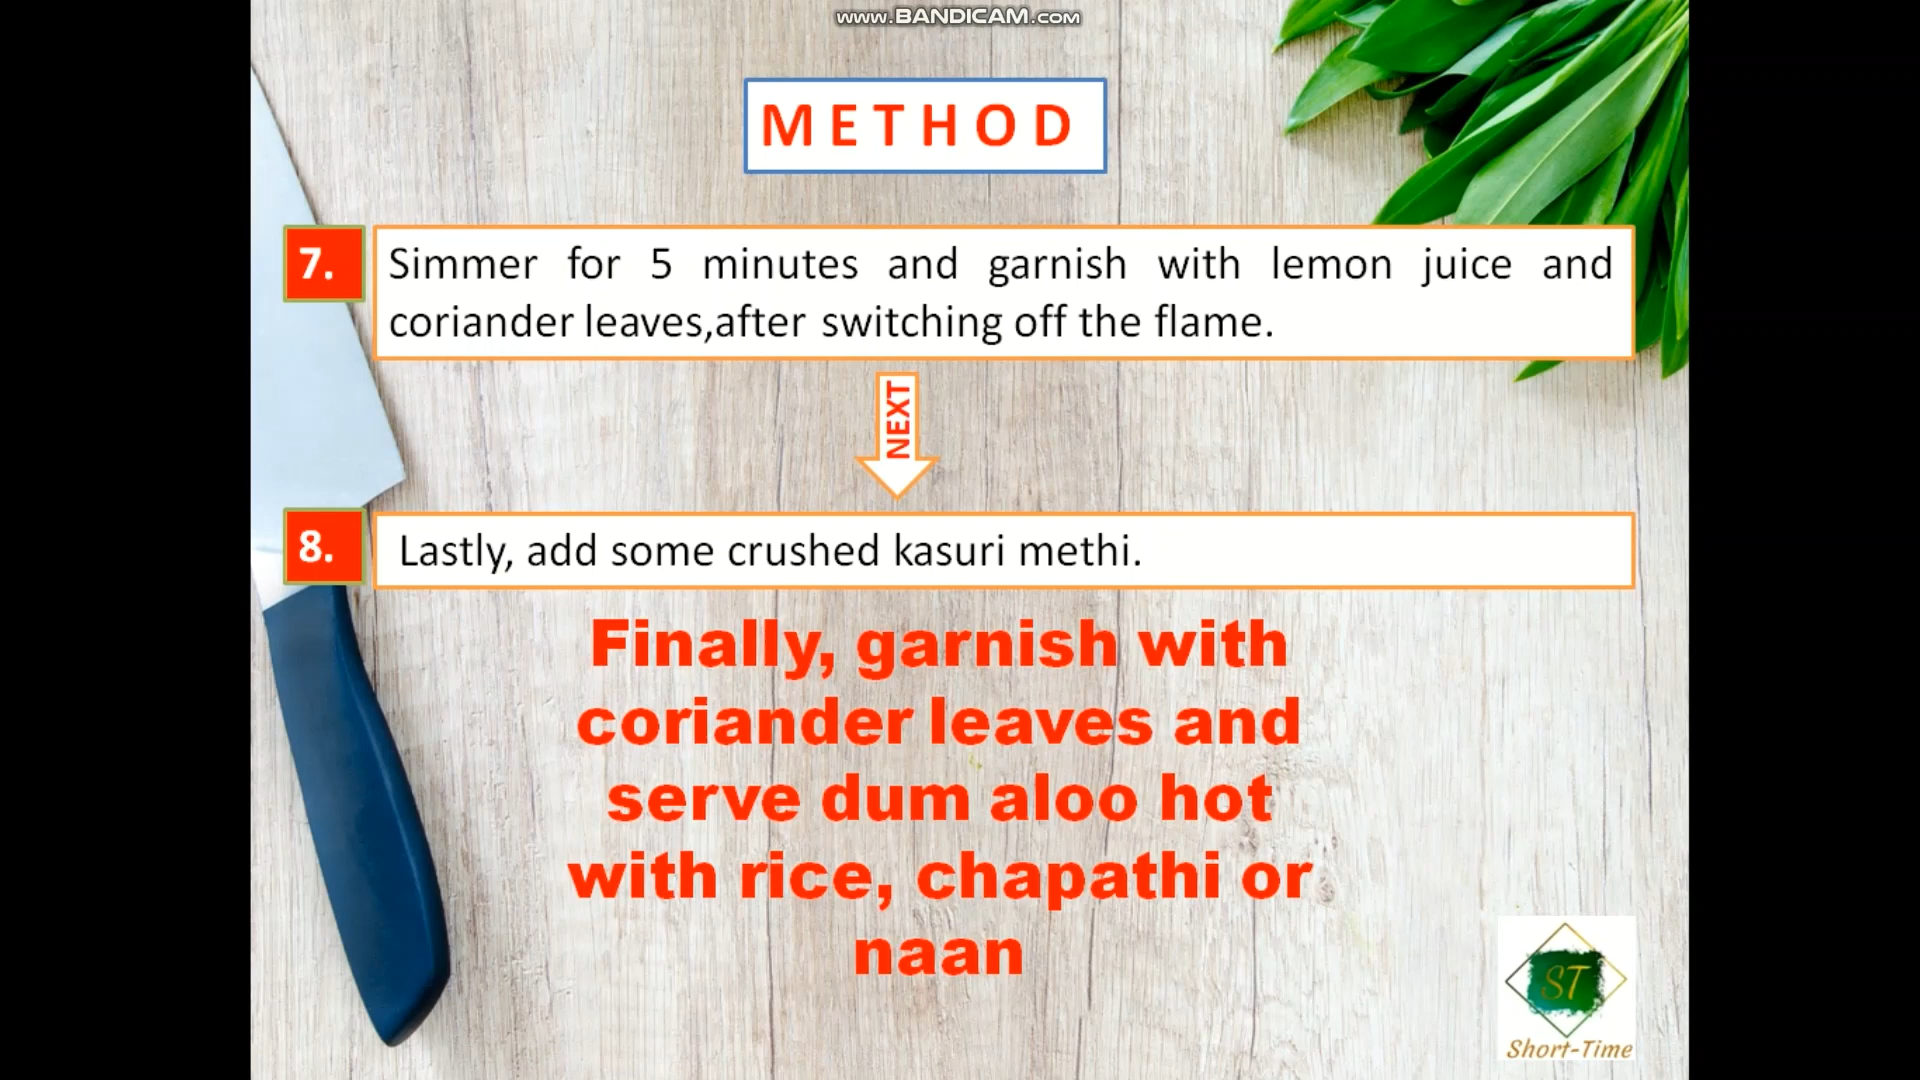 www.BANDICAM.com
METHOD
7.
Simmer for 5 minutes and garnish with lemon juice and
coriander leaves,after switching off the flame.
NEXT
8.
Lastly, add some crushed kasuri methi.
Finally, garnish with
coriander leaves and
serve dum aloo hot
with rice, chapathi or
naan
ST
Short-Time